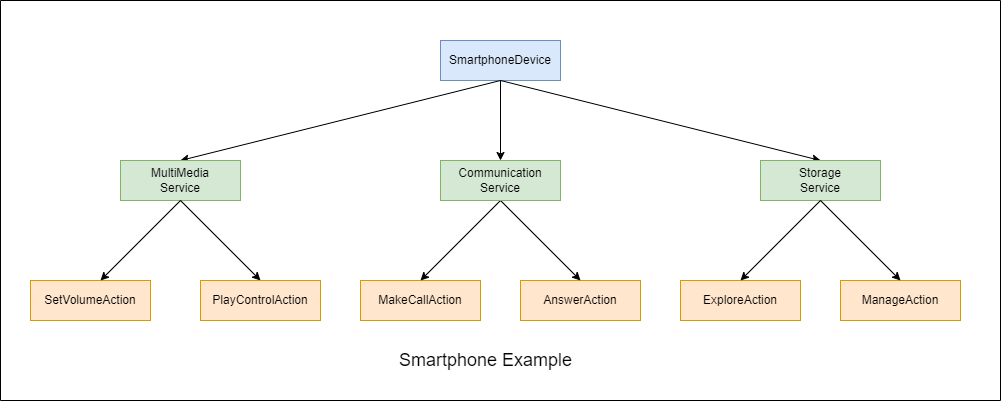 SmartphoneDevice
MultiMedia
Service
Communication
Service
Storage
Service
SetVolumeAction
PlayControlAction
MakeCallAction
AnswerAction
ExploreAction
ManageAction
Smartphone Example